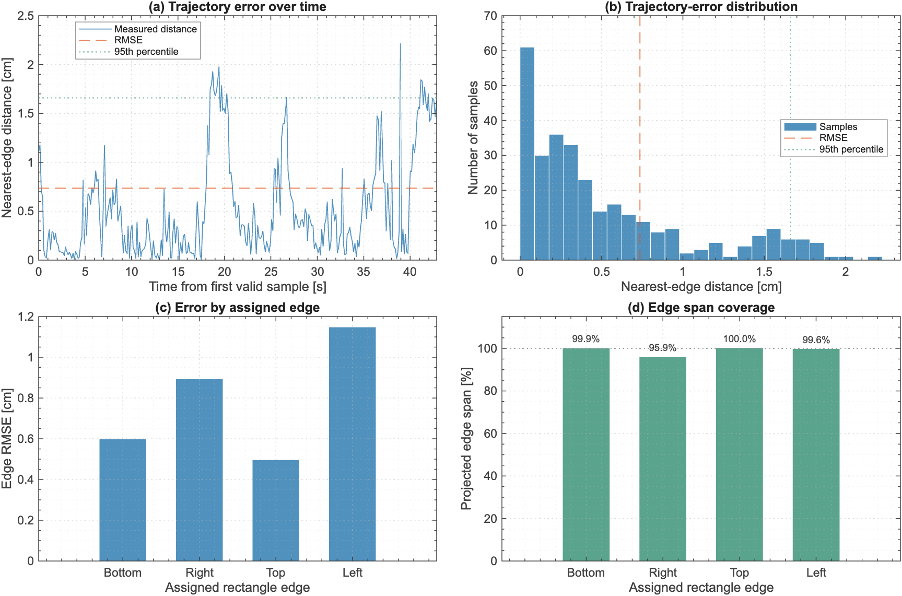 (a) Trajectory error over time
Nearest-edge distance [cm]
2.5
2
1.5
1
0.5
0
Measured distance
RMSE
95th percentile
0 5 10 15 20 25 30 35 40
Time from first valid sample [s]
(b) Trajectory-error distribution
Number of samples
70
60
50
40
30
20
10
0
Samples
RMSE
95th percentile
0 0.5 1 1.5 2
Nearest-edge distance [cm]
(c) Error by assigned edge
Edge RMSE [cm]
1.2
1
0.8
0.6
0.4
0.2
0
Bottom Right Top Left
Assigned rectangle edge
(d) Edge span coverage
Projected edge span [%]
100
80
60
40
20
0
99.9% 95.9% 100.0% 99.6%
Bottom Right Top Left
Assigned rectangle edge